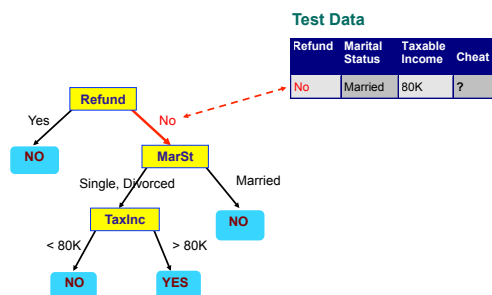 Test Data
Refund Marital Status Taxable Income Cheat
No Married 80K ?
Refund
Yes No
NO MarSt
Single, Divorced Married
TaxInc NO
< 80K > 80K
NO YES